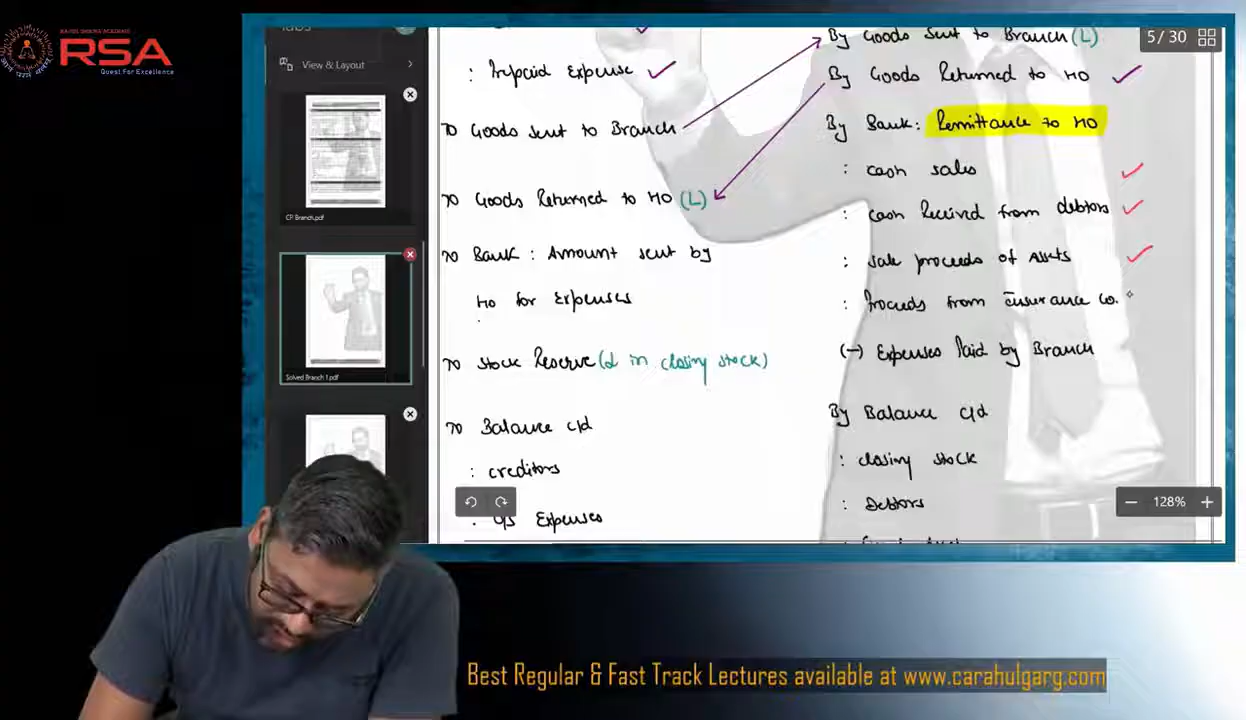 RAHUL SHARE ACADEMY
RSA
Quest For Excellence
View & Layout
CP Branch.pdf
Solved Branch 1.pdf
5 / 30
: Prepaid Expense
To Goods sent to Branch
To Goods Returned to HO (L)
To Bank : Amount sent by
HO for Expenses
To Stock Reserve (L in closing stock)
To Balance c/d
: creditors
: O/S Expenses
By Goods Sent to Branch (L)
By Goods Returned to HO
By Bank: Remittance to HO
: cash sales
: cash Received from debtors
: sale proceeds of Assets
: Proceeds from insurance co.
(-) Expenses Paid by Branch
By Balance c/d
: closing stock
: Debtors
128%
Best Regular & Fast Track Lectures available at www.carahulgarg.com